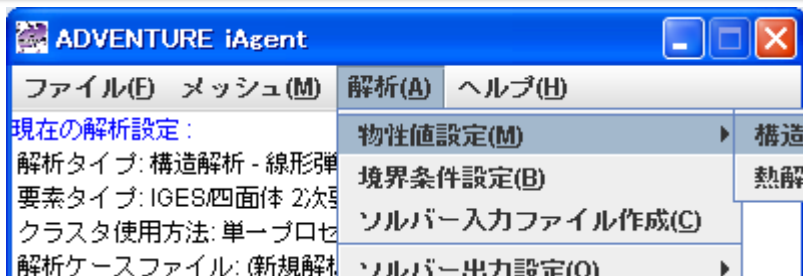 ADVENTURE iAgent
ファイル(F) メッシュ(M) 解析(A) ヘルプ(H)
現在の解析設定 :
解析タイプ: 構造解析 - 線形弾
要素タイプ: IGES/四面体 2次要
クラスタ使用方法: 単一プロセ
解析ケースファイル: (新規解析
物性値設定(M)
境界条件設定(B)
ソルバー入力ファイル作成(C)
ソルバー出力設定(O)
構造
熱解